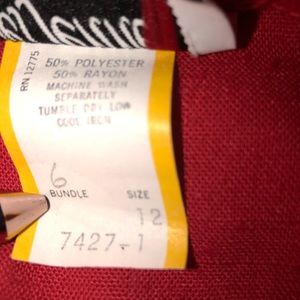 RN 12775
50% POLYESTER
50% RAYON
MACHINE WASH
SEPARATELY
TUMBLE DRY LOW
COOL IRON
6
BUNDLE SIZE
12
7427-1